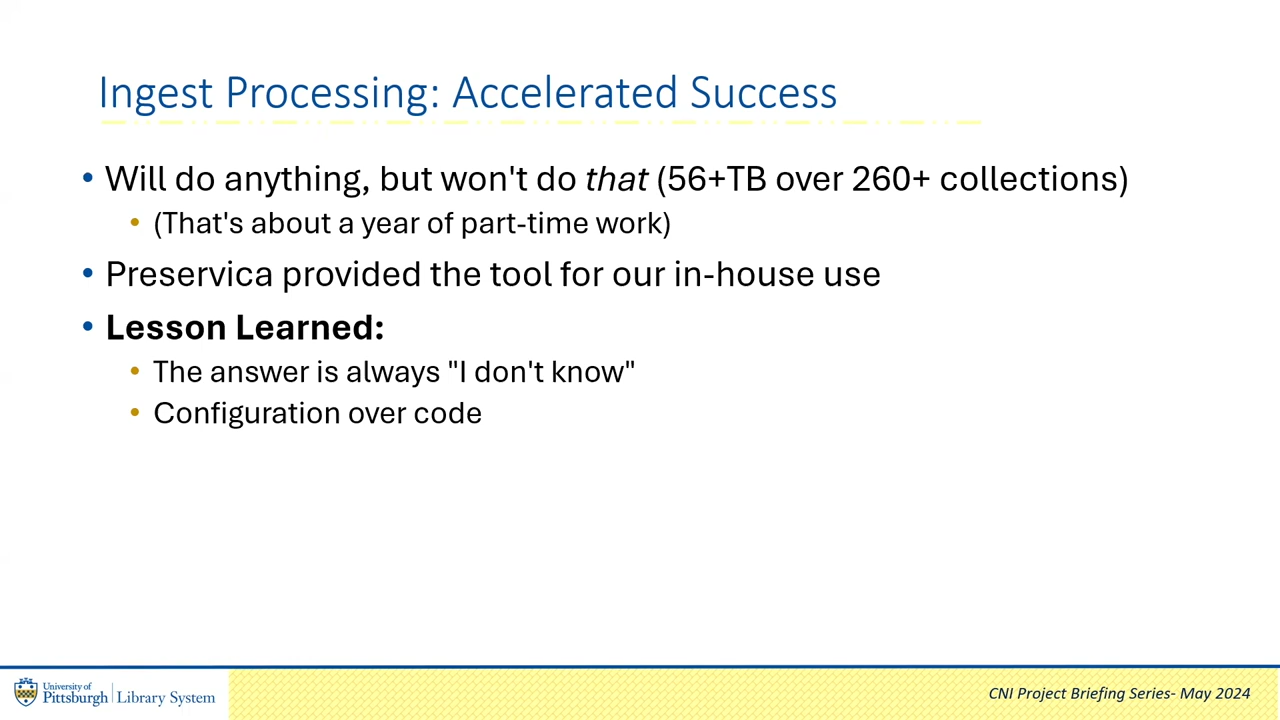 Ingest Processing: Accelerated Success
• Will do anything, but won't do that (56+TB over 260+ collections)
• (That's about a year of part-time work)
• Preservica provided the tool for our in-house use
• Lesson Learned:
• The answer is always "I don't know"
• Configuration over code
University of
Pittsburgh | Library System
CNI Project Briefing Series- May 2024